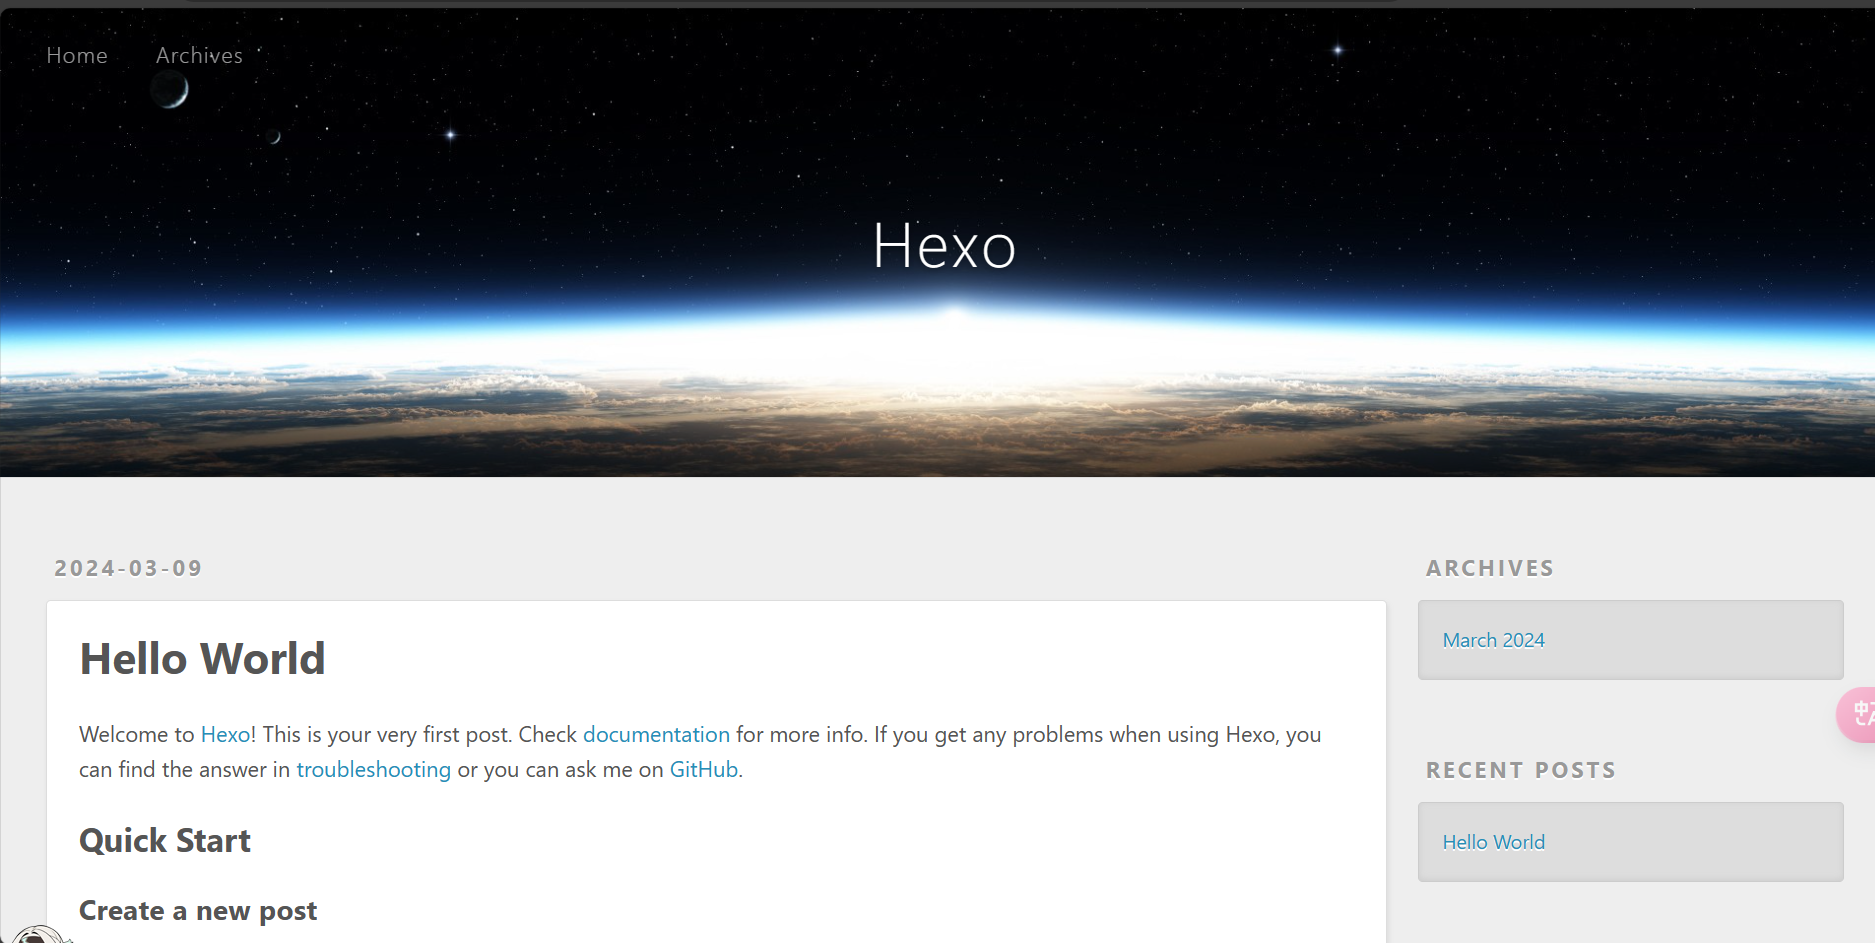 Home Archives
Hexo
2024-03-09
Hello World
Welcome to Hexo! This is your very first post. Check documentation for more info. If you get any problems when using Hexo, you
can find the answer in troubleshooting or you can ask me on GitHub.
Quick Start
Create a new post
ARCHIVES
March 2024
RECENT POSTS
Hello World
中